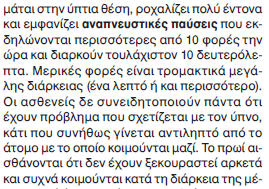 μάται στην ύπτια θέση, ροχαλίζει πολύ έντονα
και εμφανίζει αναπνευστικές παύσεις που εκ-
δηλώνονται περισσότερες από 10 φορές την
ώρα και διαρκούν τουλάχιστον 10 δευτερόλε-
πτα. Μερικές φορές είναι τρομακτικά μεγά-
λης διάρκειας (ένα λεπτό ή και περισσότερο).
Οι ασθενείς δε συνειδητοποιούν πάντα ότι
έχουν πρόβλημα που σχετίζεται με τον ύπνο,
κάτι που συνήθως γίνεται αντιληπτό από το
άτομο με το οποίο κοιμούνται μαζί. Το πρωί αι-
σθάνονται ότι δεν έχουν ξεκουραστεί αρκετά
και συχνά κοιμούνται κατά τη διάρκεια της μέ-